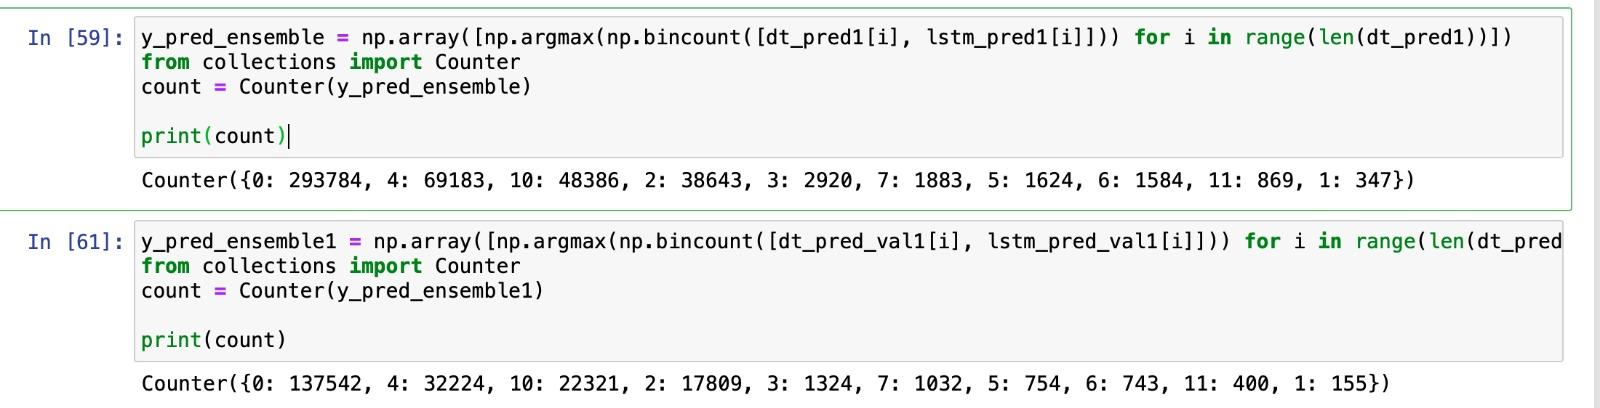 In [59]: y_pred_ensemble = np.array([np.argmax(np.bincount([dt_pred1[i], lstm_pred1[i]])) for i in range(len(dt_pred1))])
from collections import Counter
count = Counter(y_pred_ensemble)
print(count)
Counter({0: 293784, 4: 69183, 10: 48386, 2: 38643, 3: 2920, 7: 1883, 5: 1624, 6: 1584, 11: 869, 1: 347})
In [61]: y_pred_ensemble1 = np.array([np.argmax(np.bincount([dt_pred_val1[i], lstm_pred_val1[i]])) for i in range(len(dt_pred
from collections import Counter
count = Counter(y_pred_ensemble1)
print(count)
Counter({0: 137542, 4: 32224, 10: 22321, 2: 17809, 3: 1324, 7: 1032, 5: 754, 6: 743, 11: 400, 1: 155})